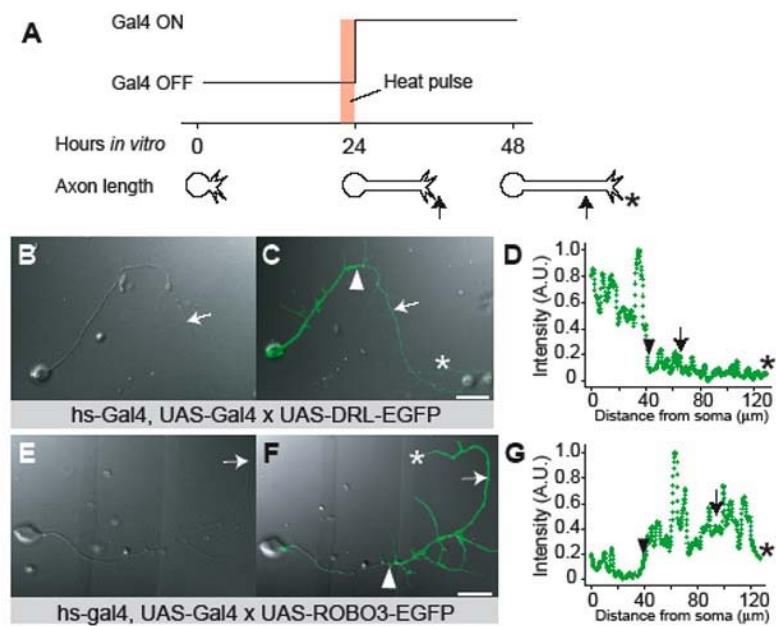 A
Gal4 ON
Gal4 OFF
Heat pulse
Hours in vitro 0 24 48
Axon length
*
B
C
*
D
Intensity (A.U.)
1.0
0.8
0.6
0.4
0.2
0
*
0 40 80 120
Distance from soma (μm)
hs-Gal4, UAS-Gal4 x UAS-DRL-EGFP
E
F
*
G
Intensity (A.U.)
1.0
0.8
0.6
0.4
0.2
0
*
0 40 80 120
Distance from soma (μm)
hs-gal4, UAS-Gal4 x UAS-ROBO3-EGFP